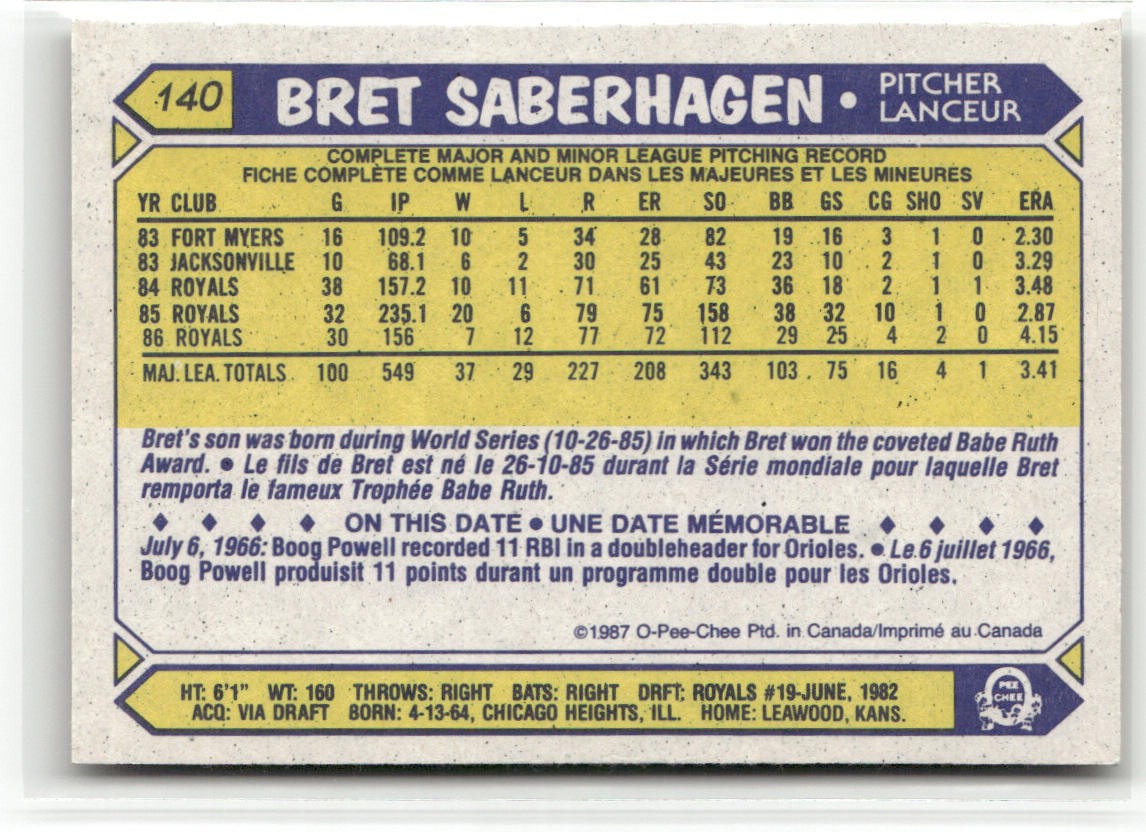 140 BRET SABERHAGEN • PITCHER
LANCEUR
COMPLETE MAJOR AND MINOR LEAGUE PITCHING RECORD
FICHE COMPLÈTE COMME LANCEUR DANS LES MAJEURES ET LES MINEURES
YR CLUB G IP W L R ER SO BB GS CG SHO SV ERA
83 FORT MYERS 16 109.2 10 5 34 28 82 19 16 3 1 0 2.30
83 JACKSONVILLE 10 68.1 6 2 30 25 43 23 10 2 1 0 3.29
84 ROYALS 38 157.2 10 11 71 61 73 36 18 2 1 1 3.48
85 ROYALS 32 235.1 20 6 79 75 158 38 32 10 1 0 2.87
86 ROYALS 30 156 7 12 77 72 112 29 25 4 2 0 4.15
MAJ. LEA. TOTALS 100 549 37 29 227 208 343 103 75 16 4 1 3.41
Bret's son was born during World Series (10-26-85) in which Bret won the coveted Babe Ruth
Award. • Le fils de Bret est né le 26-10-85 durant la Série mondiale pour laquelle Bret
remporta le fameux Trophée Babe Ruth.
ON THIS DATE • UNE DATE MÉMORABLE
July 6, 1966: Boog Powell recorded 11 RBI in a doubleheader for Orioles. • Le 6 juillet 1966,
Boog Powell produisit 11 points durant un programme double pour les Orioles.
©1987 O-Pee-Chee Ptd. in Canada/Imprimé au Canada
HT: 6'1" WT: 160 THROWS: RIGHT BATS: RIGHT DRFT: ROYALS #19-JUNE, 1982
ACQ: VIA DRAFT BORN: 4-13-64, CHICAGO HEIGHTS, ILL. HOME: LEAWOOD, KANS.
PEE
CHEE